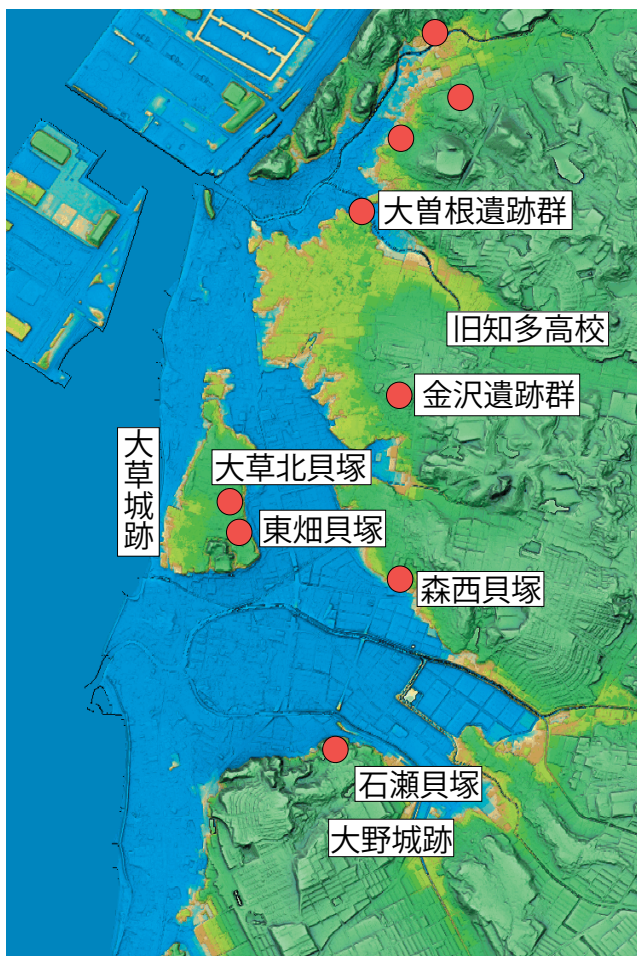 大曽根遺跡群
旧知多高校
金沢遺跡群
大草城跡
大草北貝塚
東畑貝塚
森西貝塚
石瀬貝塚
大野城跡